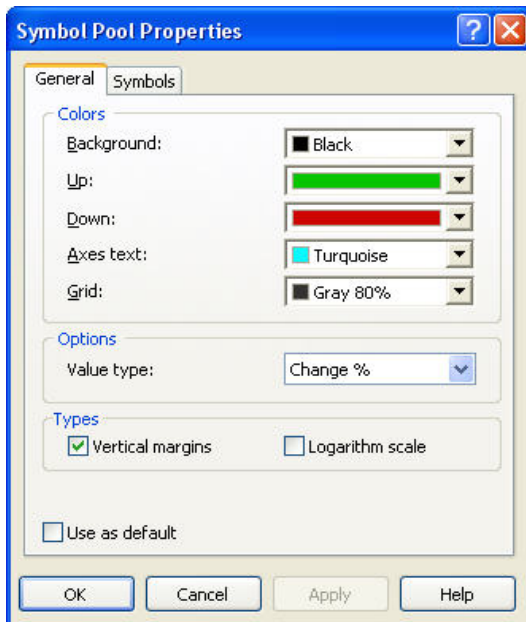 Symbol Pool Properties
General Symbols
Colors
Background: Black
Up:
Down:
Axes text: Turquoise
Grid: Gray 80%
Options
Value type: Change %
Types
Vertical margins Logarithm scale
Use as default
OK Cancel Apply Help